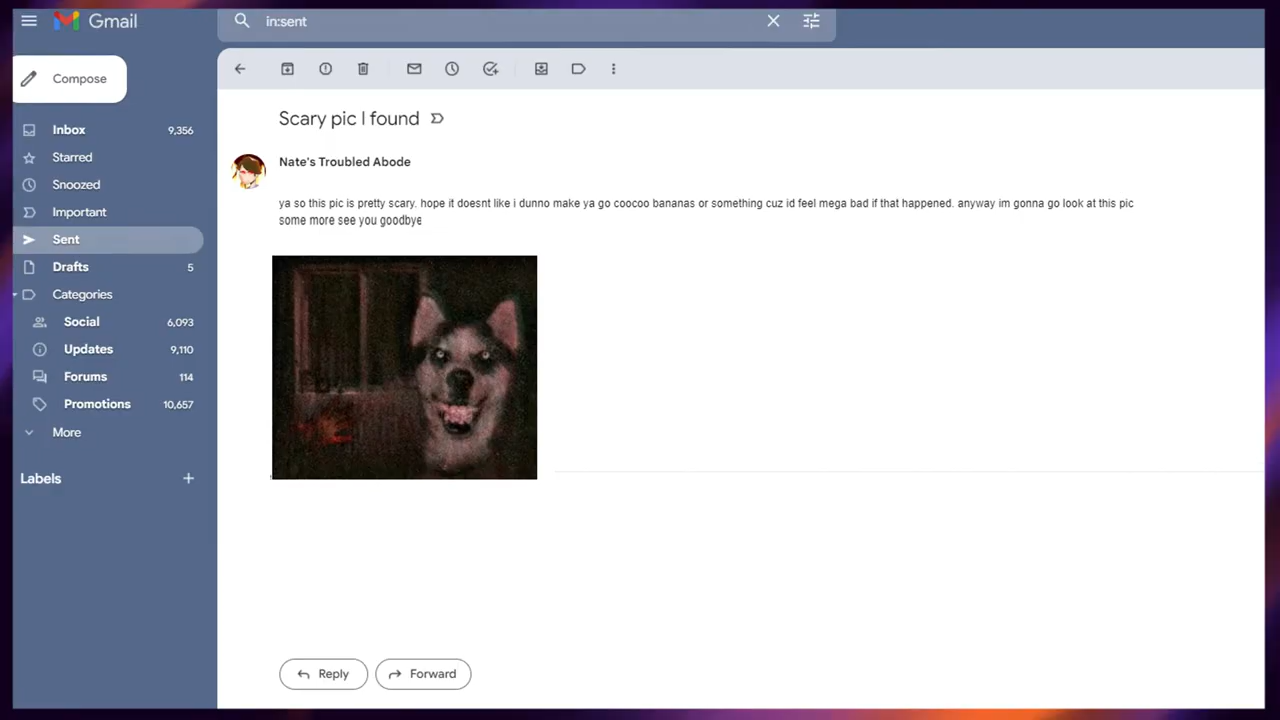 Gmail
in:sent
Compose
Inbox 9,356
Starred
Snoozed
Important
Sent
Drafts 5
Categories
Social 6,093
Updates 9,110
Forums 114
Promotions 10,657
More
Labels
Scary pic I found
Nate's Troubled Abode
ya so this pic is pretty scary. hope it doesnt like i dunno make ya go coocoo bananas or something cuz id feel mega bad if that happened. anyway im gonna go look at this pic
some more see you goodbye
Reply Forward